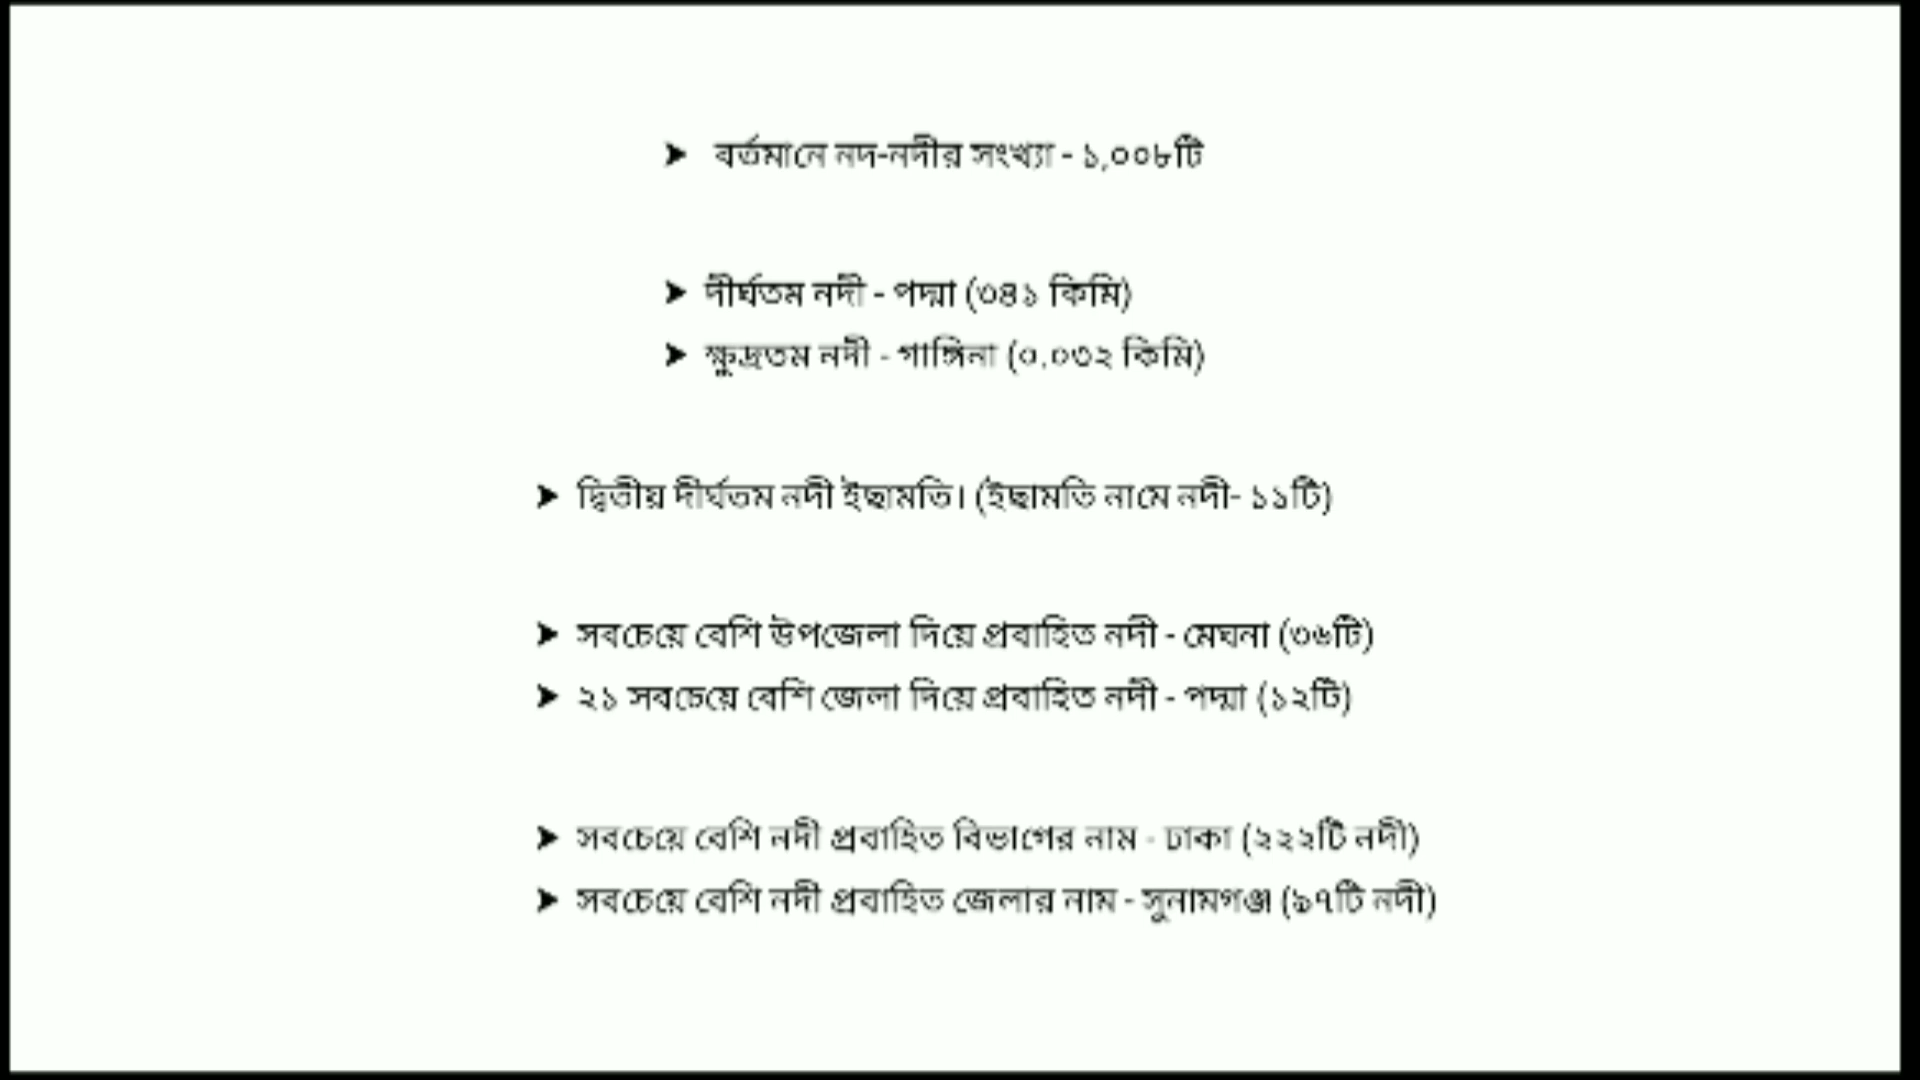 ➤ বর্তমানে নদ-নদীর সংখ্যা - ১,০০৮টি
➤ দীর্ঘতম নদী - পদ্মা (৩৪১ কিমি)
➤ ক্ষুদ্রতম নদী - গাঙ্গিনা (০.০৩২ কিমি)
➤ দ্বিতীয় দীর্ঘতম নদী ইছামতি। (ইছামতি নামে নদী- ১১টি)
➤ সবচেয়ে বেশি উপজেলা দিয়ে প্রবাহিত নদী - মেঘনা (৩৬টি)
➤ ২১ সবচেয়ে বেশি জেলা দিয়ে প্রবাহিত নদী - পদ্মা (১২টি)
➤ সবচেয়ে বেশি নদী প্রবাহিত বিভাগের নাম - ঢাকা (২২২টি নদী)
➤ সবচেয়ে বেশি নদী প্রবাহিত জেলার নাম - সুনামগঞ্জ (৯৭টি নদী)